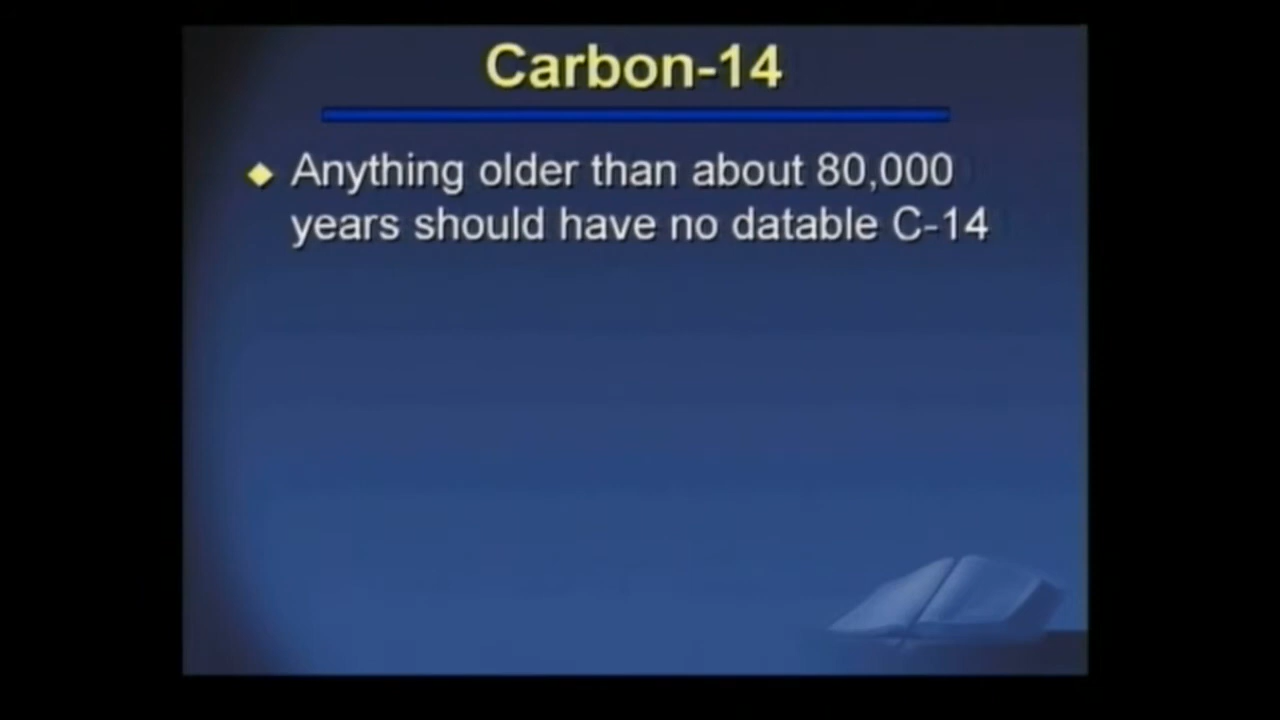 Carbon-14
Anything older than about 80,000
years should have no datable C-14